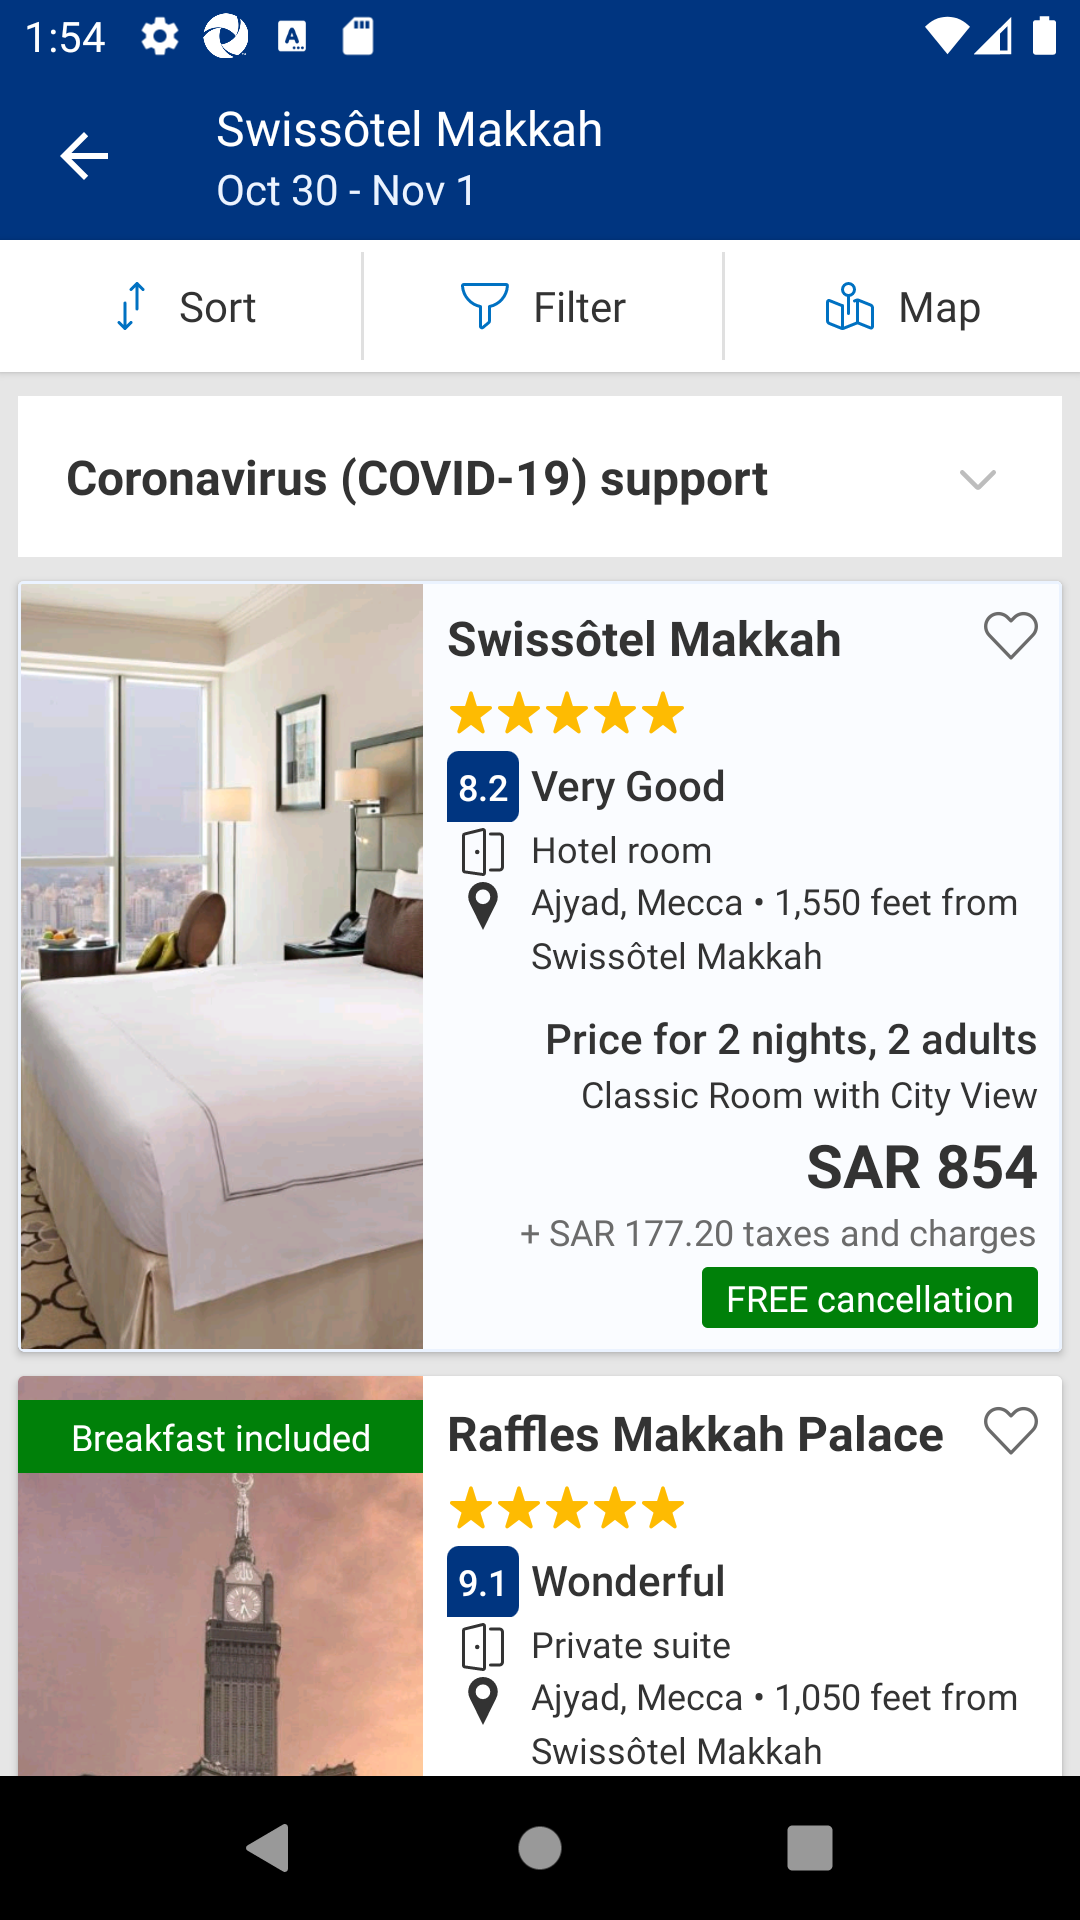 1:54
Swissôtel Makkah
Oct 30 - Nov 1
Sort
Filter
Map
Coronavirus (COVID-19) support
Swissôtel Makkah
8.2 Very Good
Hotel room
Ajyad, Mecca • 1,550 feet from
Swissôtel Makkah
Price for 2 nights, 2 adults
Classic Room with City View
SAR 854
+ SAR 177.20 taxes and charges
FREE cancellation
Breakfast included
Raffles Makkah Palace
9.1 Wonderful
Private suite
Ajyad, Mecca • 1,050 feet from
Swissôtel Makkah